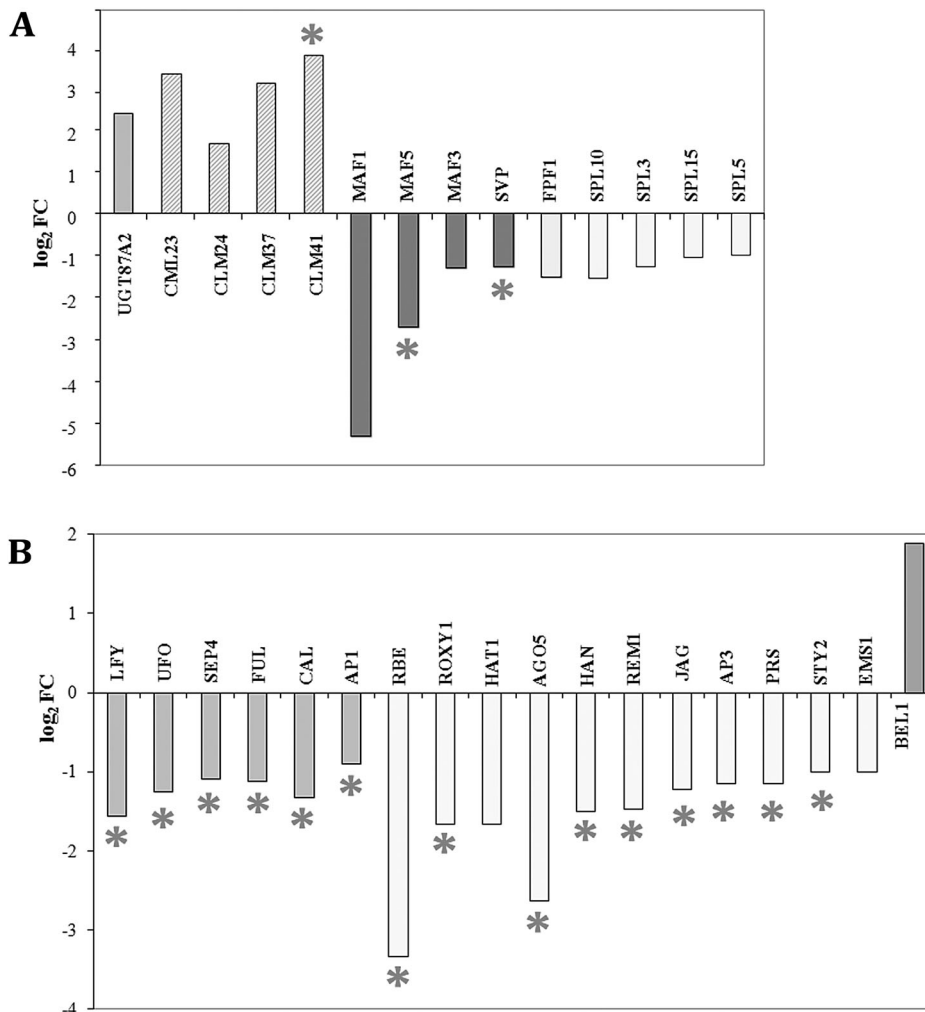 A
4
3
2
1
0
-1
-2
-3
-4
-5
-6
log2 FC
UGT87A2
CML23
CLM24
CLM37
CLM41
*
MAF1
MAF5
*
MAF3
SVP
*
FPF1
SPL10
SPL3
SPL15
SPL5
B
2
1
0
-1
-2
-3
-4
log2 FC
LFY
*
UFO
*
SEP4
*
FUL
*
CAL
*
AP1
*
RBE
*
ROXY1
*
HAT1
AGO5
*
HAN
*
REM1
*
JAG
*
AP3
*
PRS
*
STY2
*
EMS1
BEL1